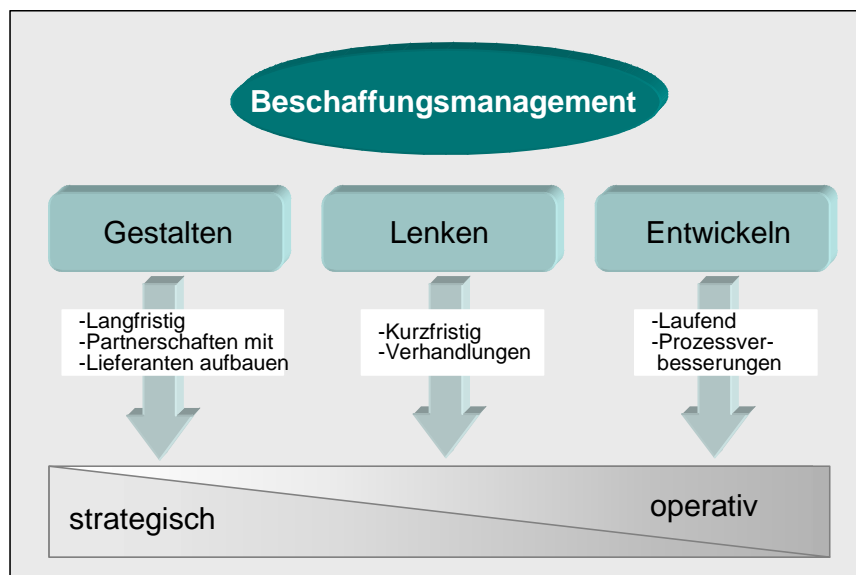 Beschaffungsmanagement
Gestalten
Lenken
Entwickeln
-Langfristig
-Partnerschaften mit
-Lieferanten aufbauen
-Kurzfristig
-Verhandlungen
-Laufend
-Prozessver-
besserungen
strategisch
operativ